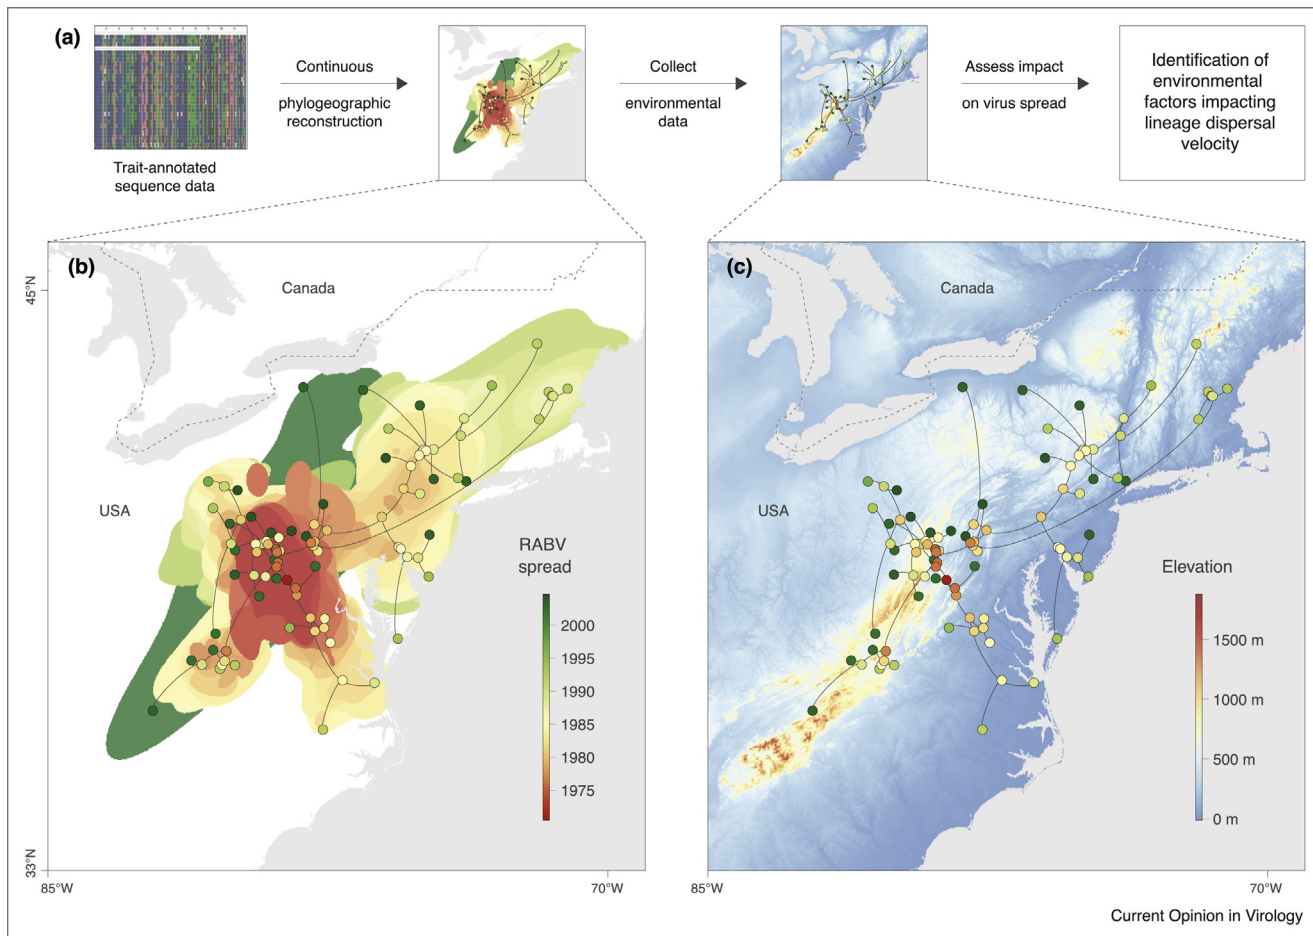 (a)
Trait-annotated
sequence data
Continuous
phylogeographic
reconstruction
Collect
environmental
data
Assess impact
on virus spread
Identification of
environmental
factors impacting
lineage dispersal
velocity
(b)
Canada
USA
RABV
spread
2000
1995
1990
1985
1980
1975
45°N
33°N
85°W
70°W
(c)
Canada
USA
Elevation
1500 m
1000 m
500 m
0 m
85°W
70°W
Current Opinion in Virology